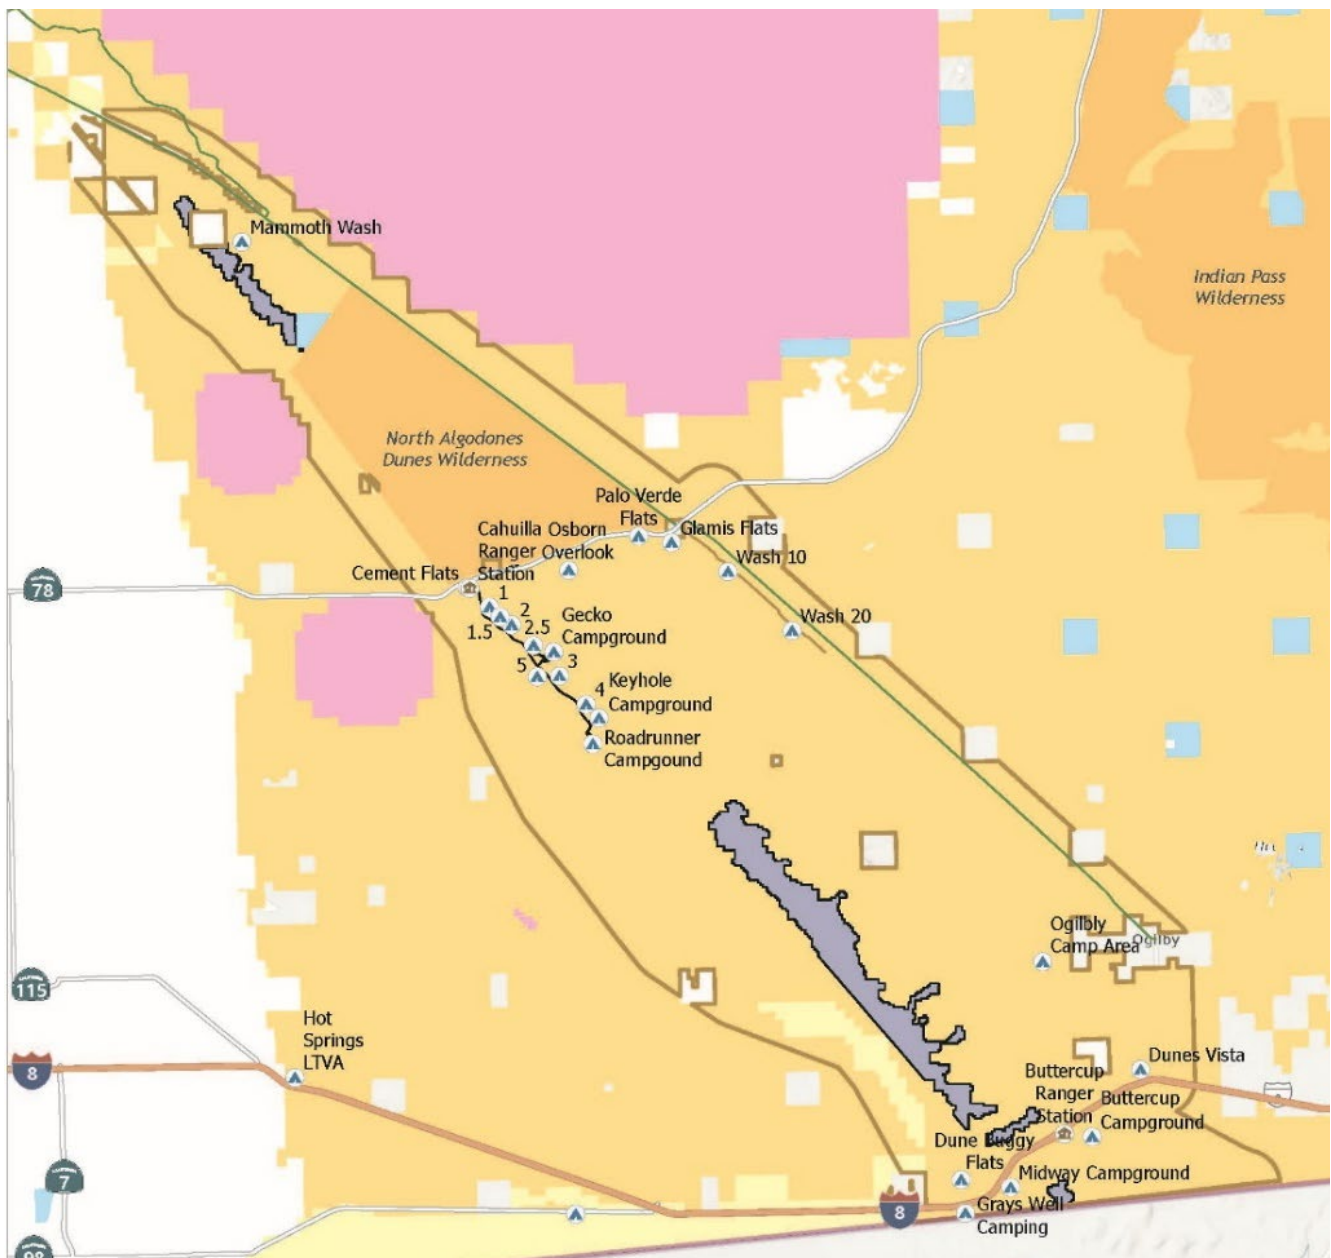 Mammoth Wash
Indian Pass
Wilderness
North Algodones
Dunes Wilderness
Palo Verde
Flats
Glamis Flats
Cahuilla
Ranger
Station
Osborn
Overlook
Wash 10
Cement Flats
78
1
2
1.5
2.5
Gecko
Campground
Wash 20
5
3
4
Keyhole
Campground
Roadrunner
Campgound
Ogilbly
Camp Area
Ogilby
115
Hot
Springs
LTVA
8
Dunes Vista
Buttercup
Ranger
Station
Buttercup
Campground
Dune Buggy
Flats
Midway Campground
7
8
Grays Well
Camping
98